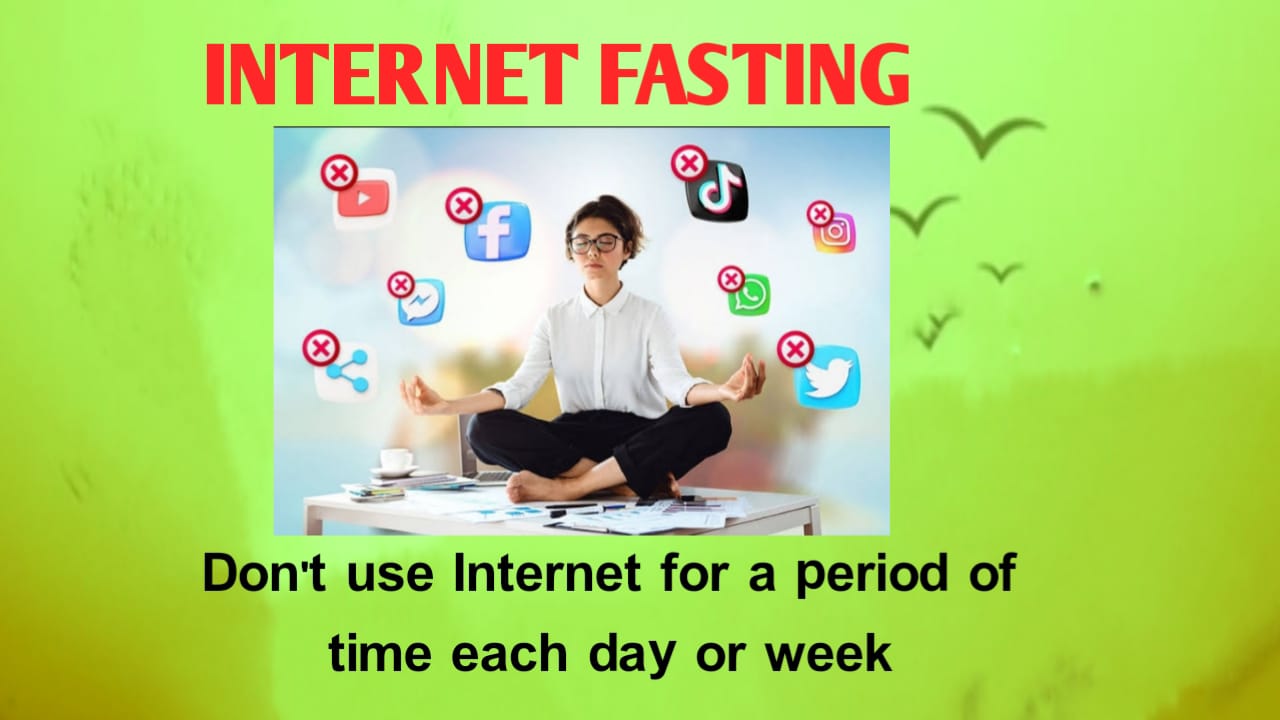 INTERNET FASTING
Don't use Internet for a period of
time each day or week